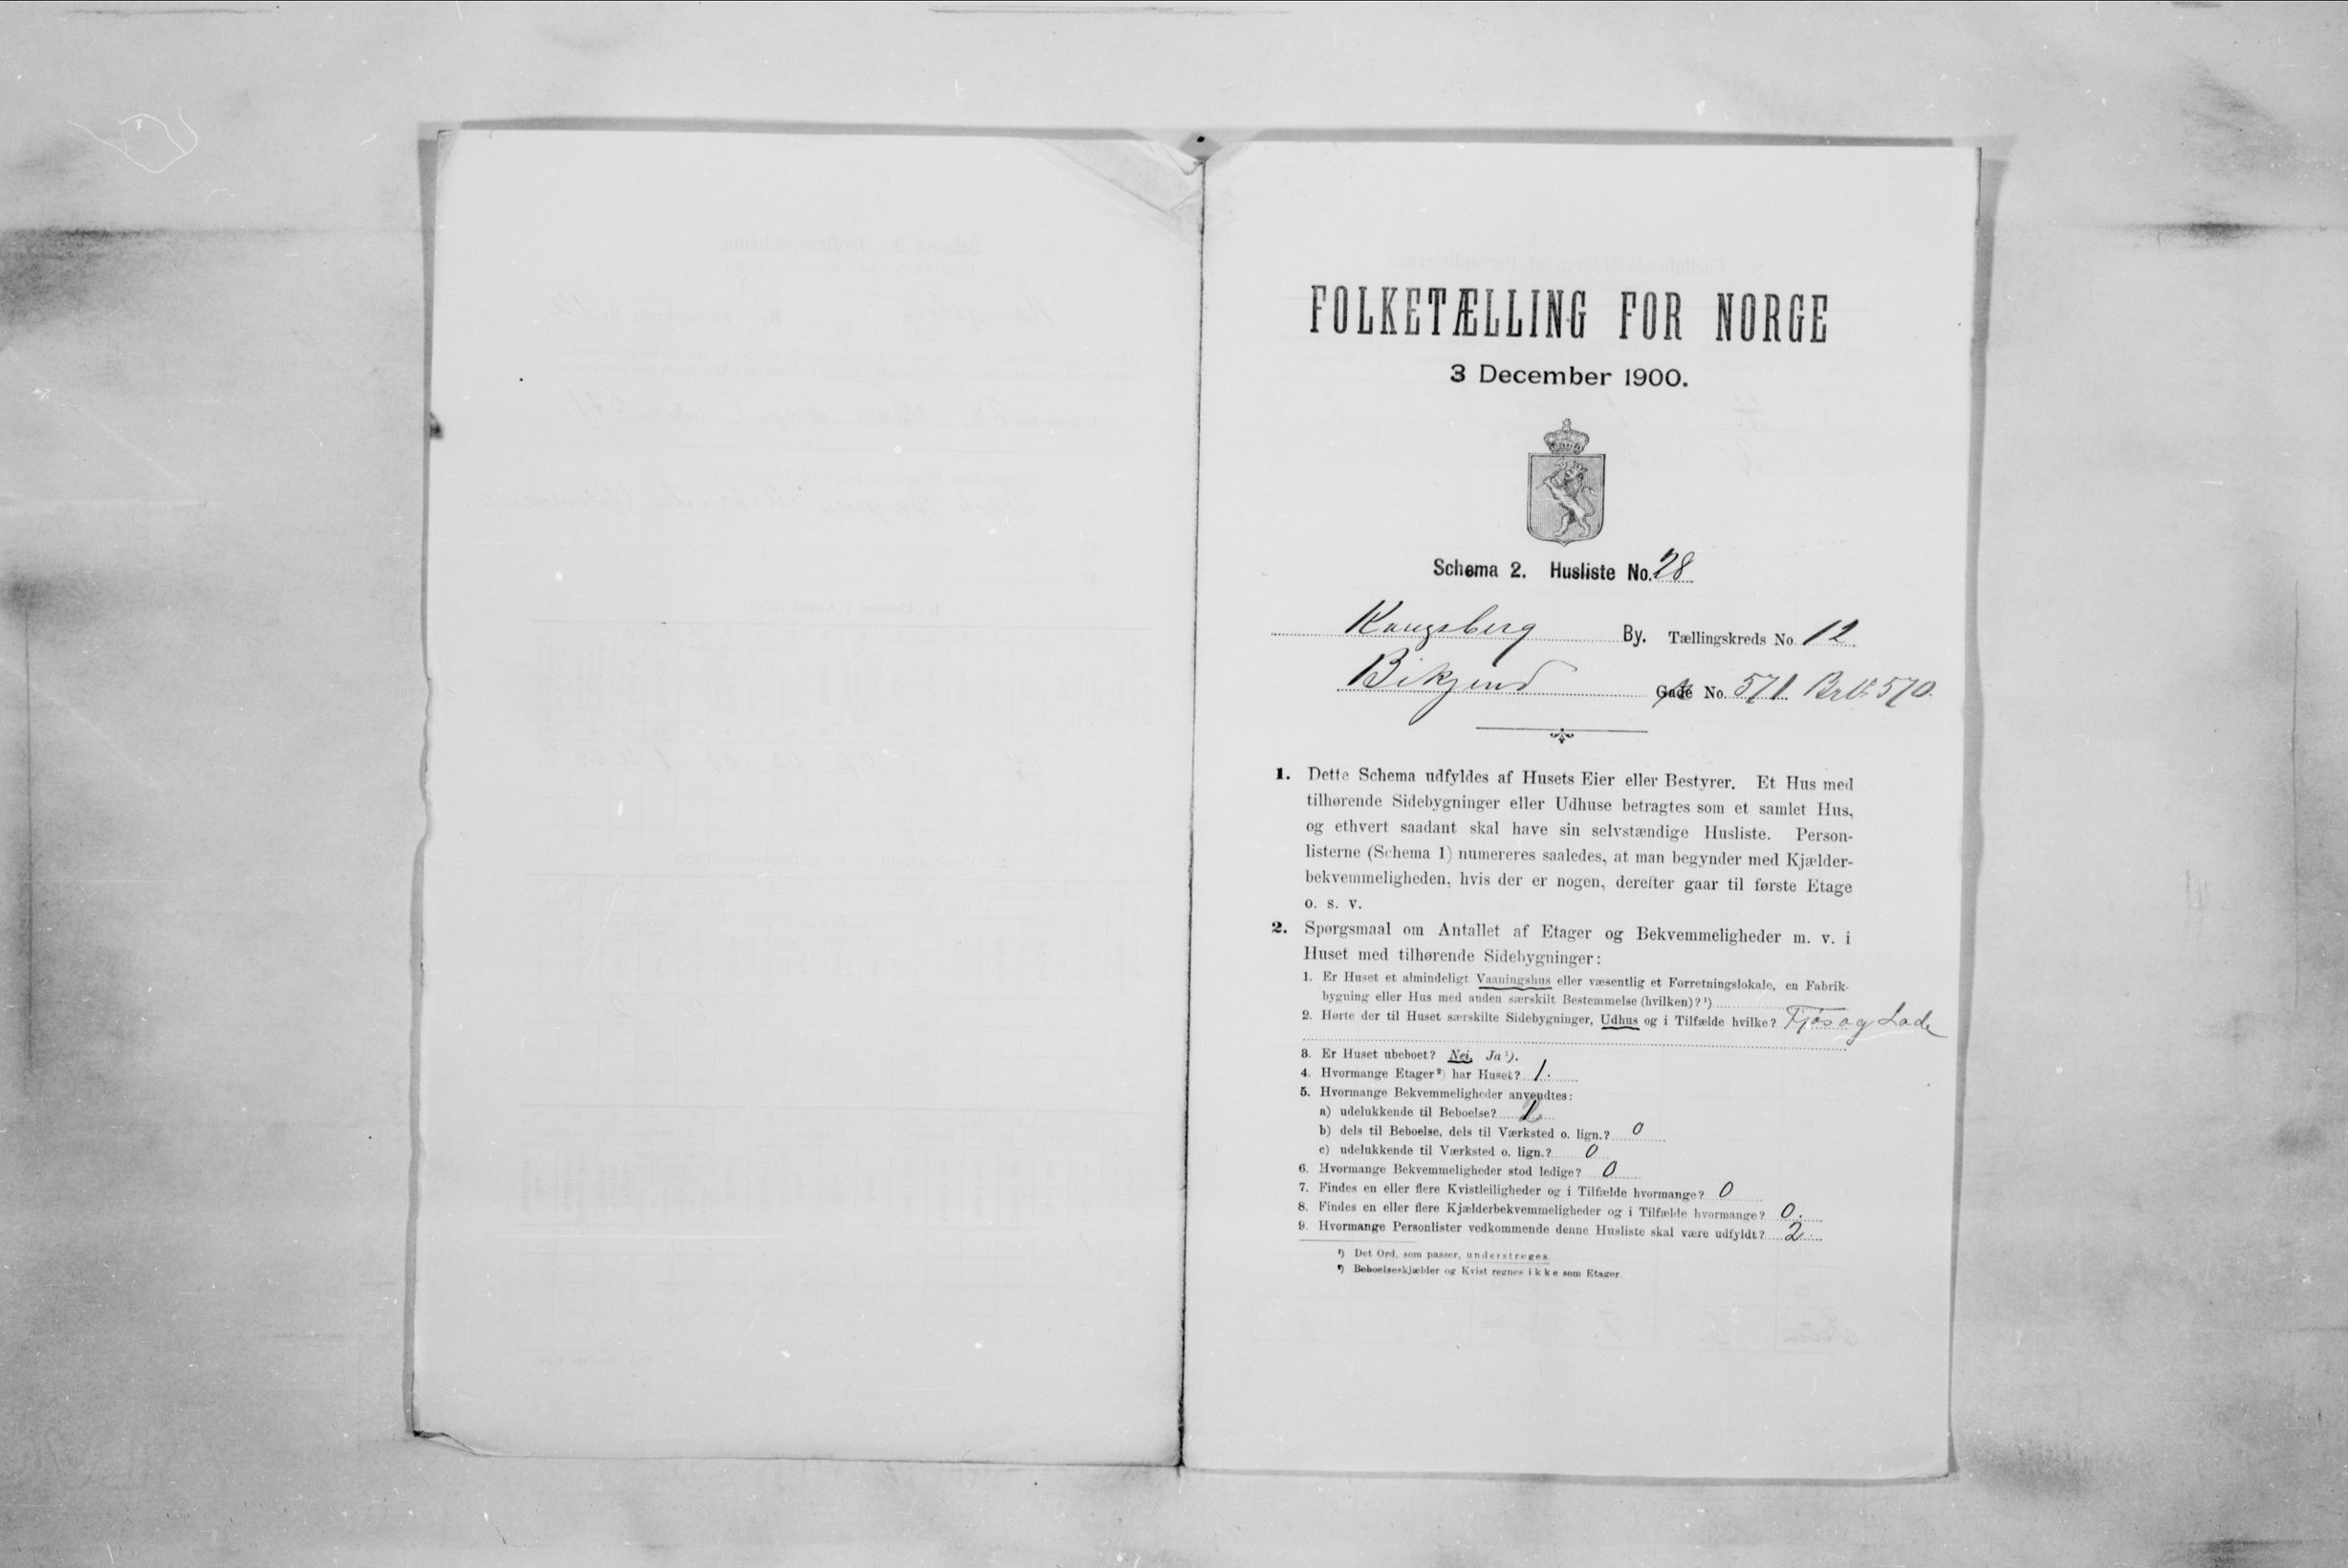 FOLKETÆLLING FOR NORGE
3 December 1900.
Schema 2. Husliste No. 28
Kongsberg By. Tællingskreds No. 12
Bikjend Gade No. 571 570
1. Dette Schema udfyldes af Husets Eier eller Bestyrer. Et Hus med
tilhørende Sidebygninger eller Udhuse betragtes som et samlet Hus,
og ethvert saadant skal have sin selvstændige Husliste. Person-
listerne (Schema 1) numereres saaledes, at man begynder med Kjælder-
bekvemmeligheden, hvis der er nogen, derefter gaar til første Etage
o. s. v.
2. Spørgsmaal om Antallet af Etager og Bekvemmeligheder m. v. i
Huset med tilhørende Sidebygninger:
1. Er Huset et almindeligt Vaaningshus eller væsentlig et Forretningslokale, en Fabrik-
bygning eller Hus med anden særskilt Bestemmelse (hvilken)? ¹)
2. Hørte der til Huset særskilte Sidebygninger, Udhus og i Tilfælde hvilke? Fjøs og Lade
3. Er Huset ubeboet? Nei, Ja ¹).
4. Hvormange Etager ²) har Huset? 1.
5. Hvormange Bekvemmeligheder anvendtes:
a) udelukkende til Beboelse?
b) dels til Beboelse, dels til Værksted o. lign.? 0
c) udelukkende til Værksted o. lign.? 0
6. Hvormange Bekvemmeligheder stod ledige? 0
7. Findes en eller flere Kvistleiligheder og i Tilfælde hvormange? 0
8. Findes en eller flere Kjælderbekvemmeligheder og i Tilfælde hvormange? 0.
9. Hvormange Personlister vedkommende denne Husliste skal være udfyldt? 2
¹) Det Ord, som passer, understreges.
²) Beboelseskjælder og Kvist regnes ikke som Etager.